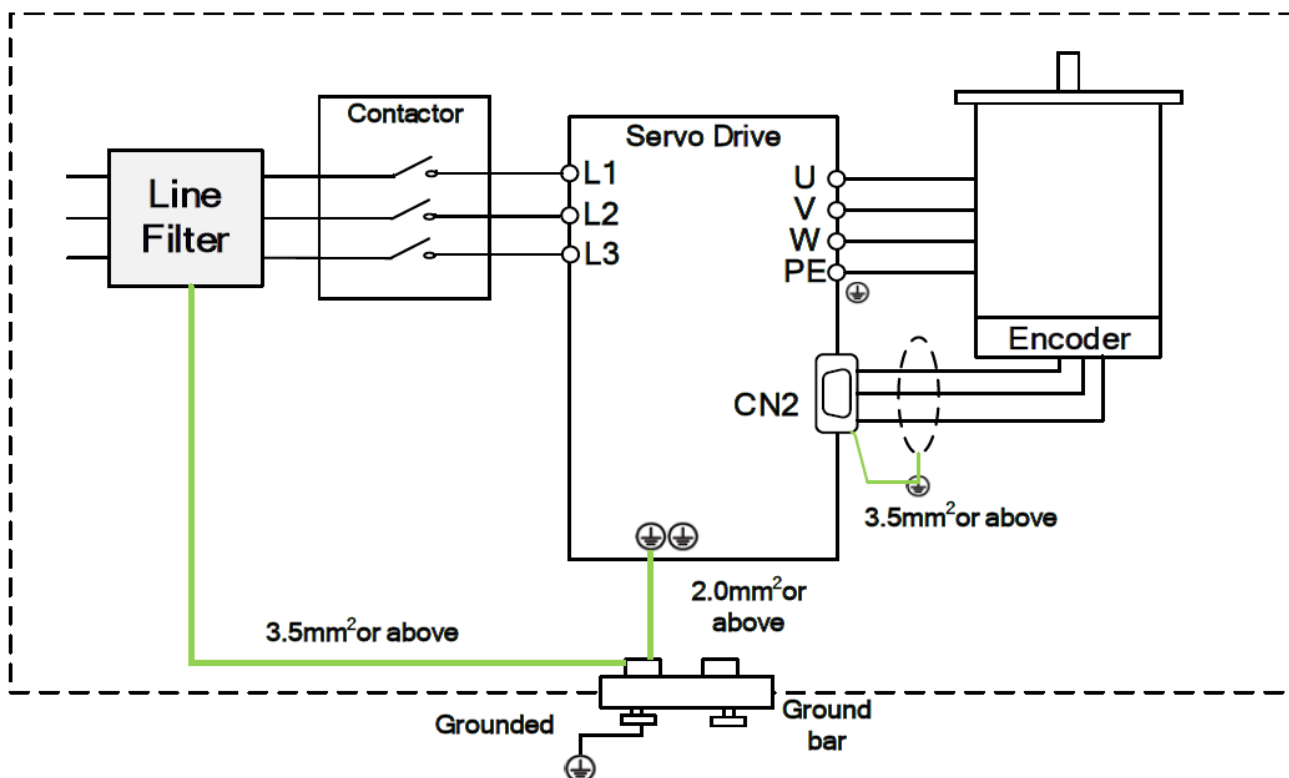 Contactor
Servo Drive
Line
Filter
L1
L2
L3
U
V
W
PE
Encoder
CN2
3.5mm²or above
2.0mm²or
above
3.5mm²or above
Grounded
Ground
bar